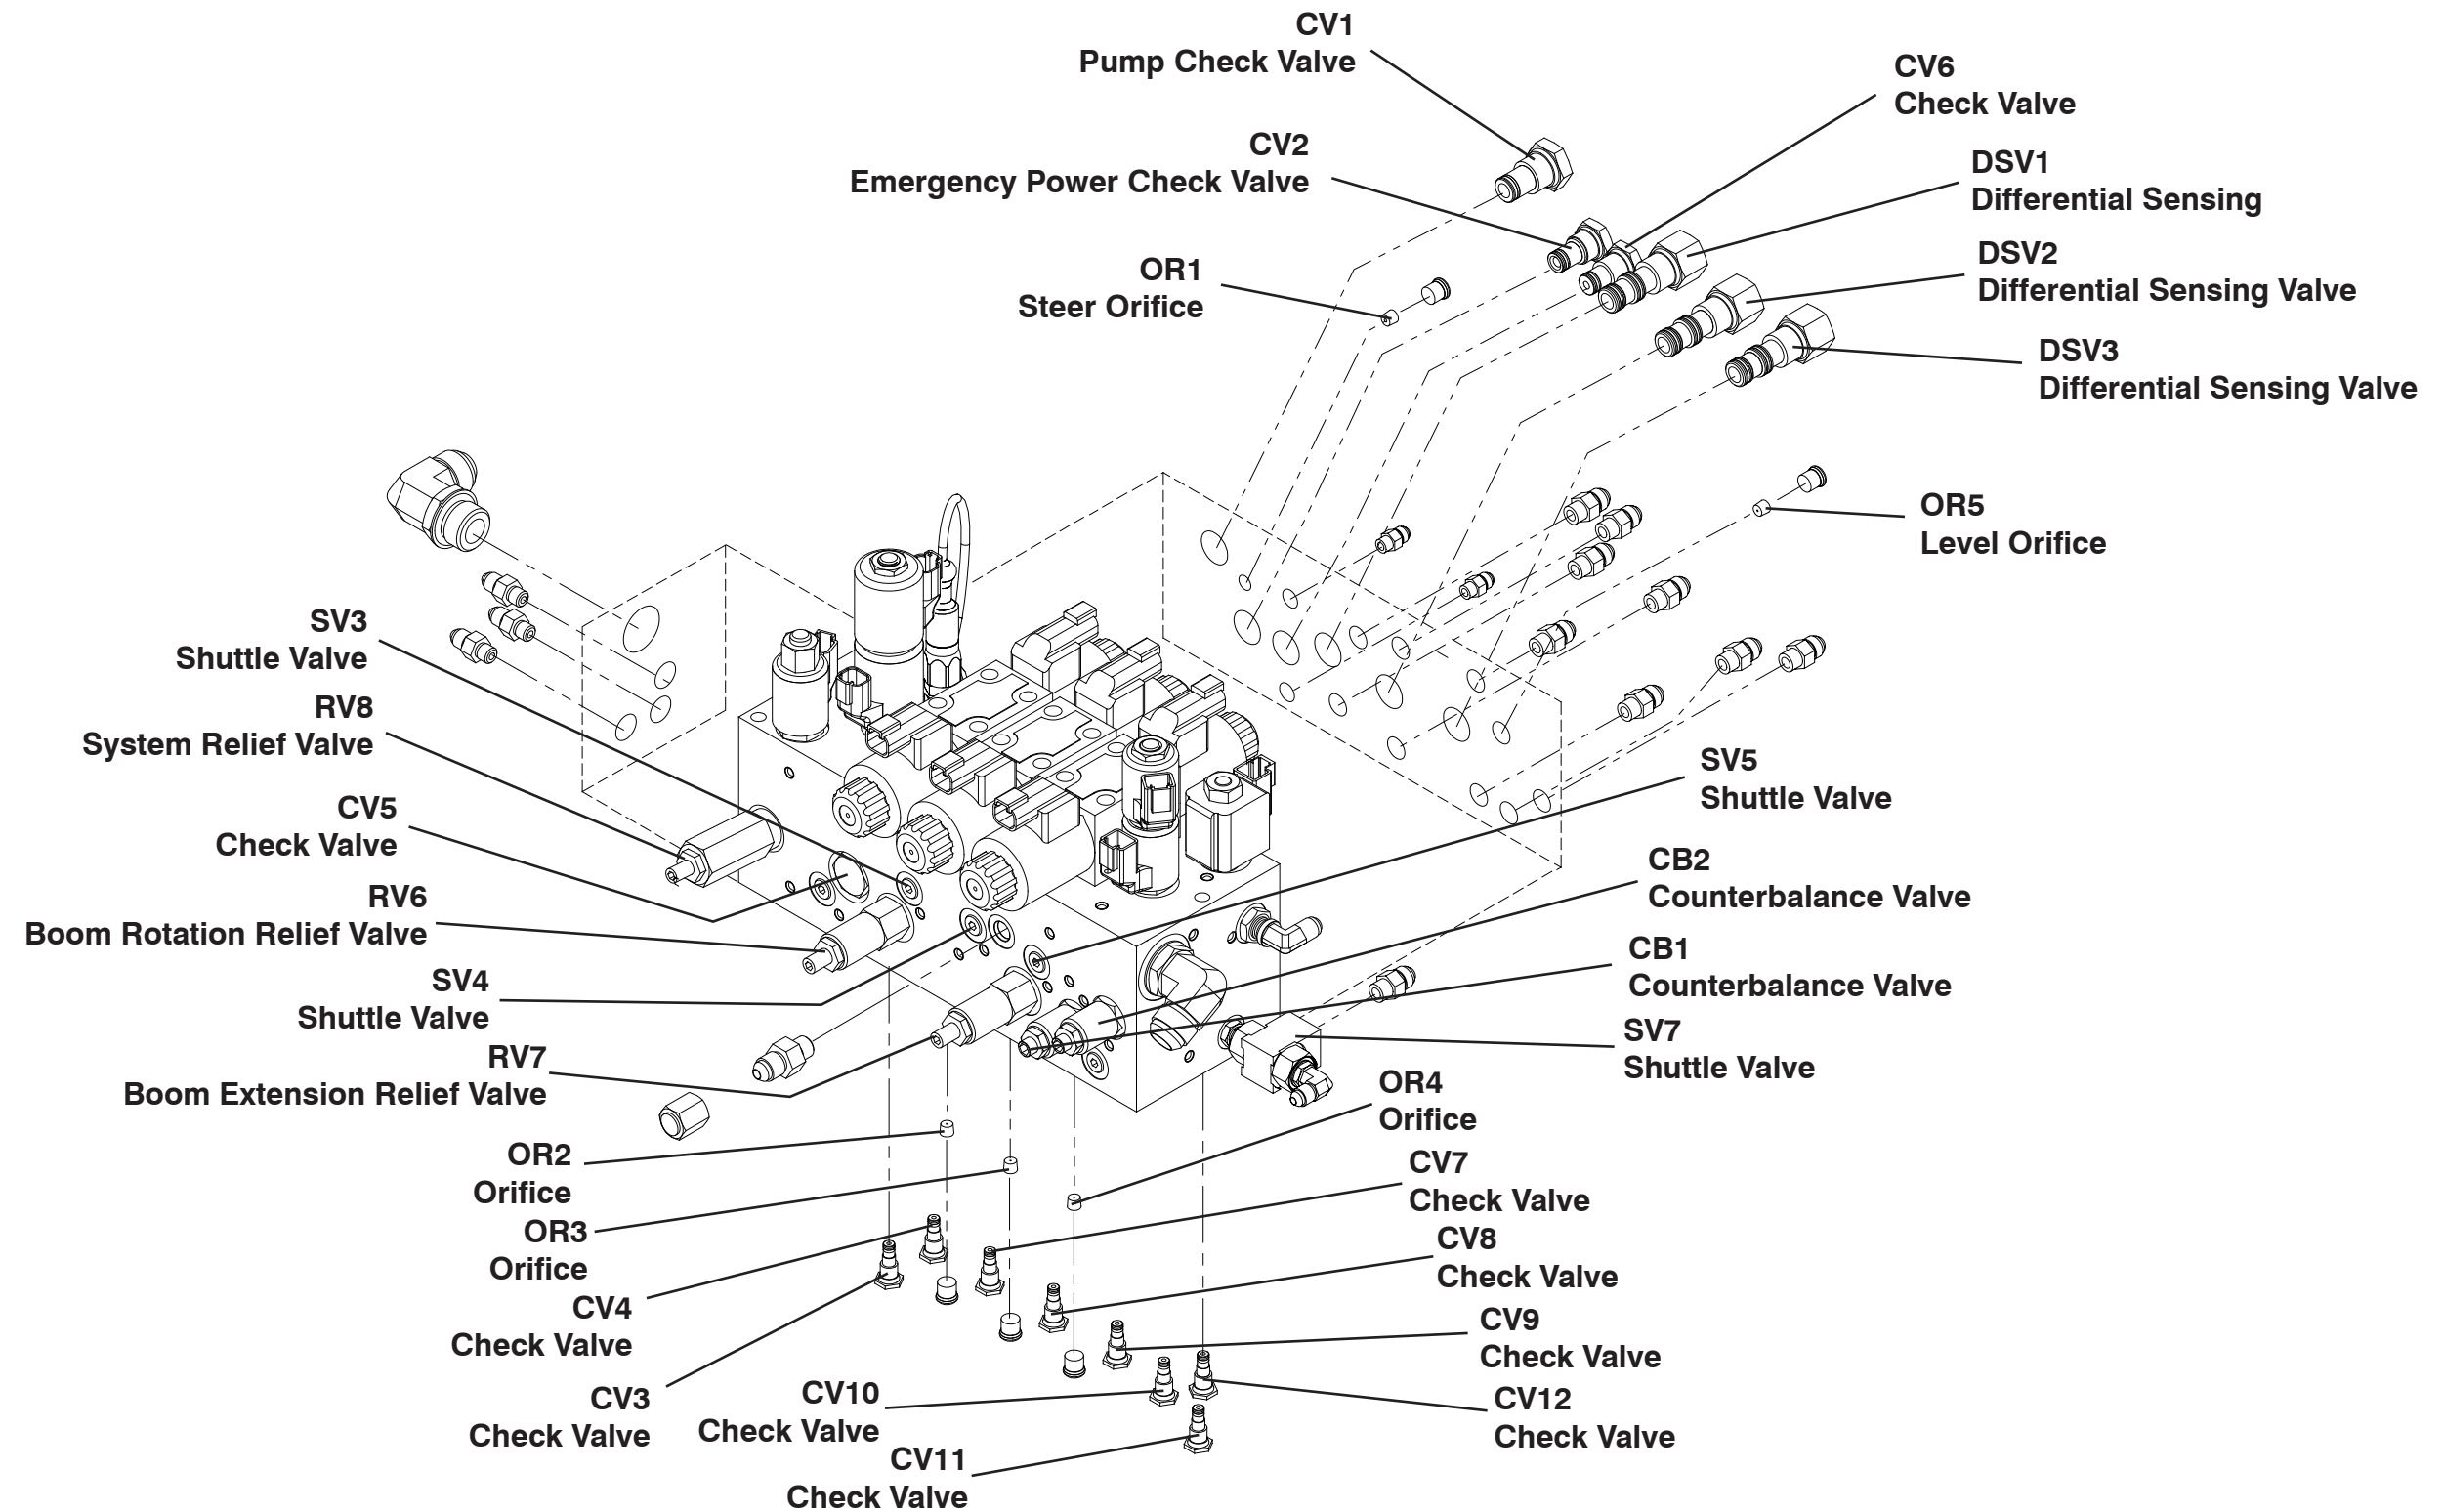 CV1
Pump Check Valve
CV6
Check Valve
CV2
Emergency Power Check Valve
DSV1
Differential Sensing
DSV2
Differential Sensing Valve
OR1
Steer Orifice
DSV3
Differential Sensing Valve
OR5
Level Orifice
SV3
Shuttle Valve
RV8
System Relief Valve
SV5
Shuttle Valve
CV5
Check Valve
CB2
Counterbalance Valve
RV6
Boom Rotation Relief Valve
CB1
Counterbalance Valve
SV4
Shuttle Valve
SV7
Shuttle Valve
RV7
Boom Extension Relief Valve
OR4
Orifice
OR2
Orifice
CV7
Check Valve
OR3
Orifice
CV8
Check Valve
CV4
Check Valve
CV9
Check Valve
CV3
Check Valve
CV10
Check Valve
CV12
Check Valve
CV11
Check Valve